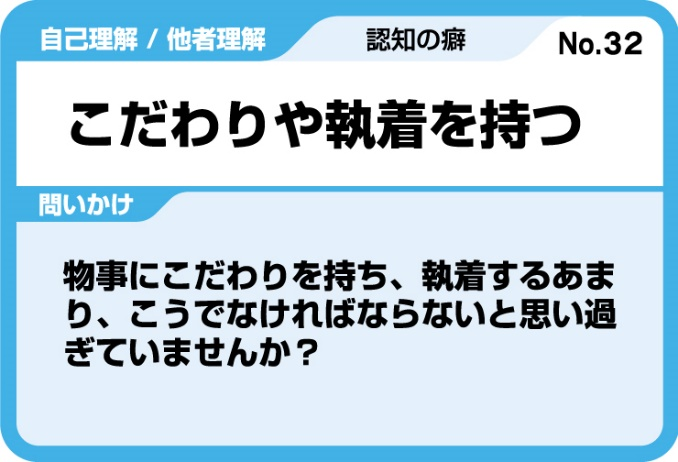 自己理解 / 他者理解
認知の癖
No.32
こだわりや執着を持つ
問いかけ
物事にこだわりを持ち、執着するあま
り、こうでなければならないと思い過
ぎていませんか？